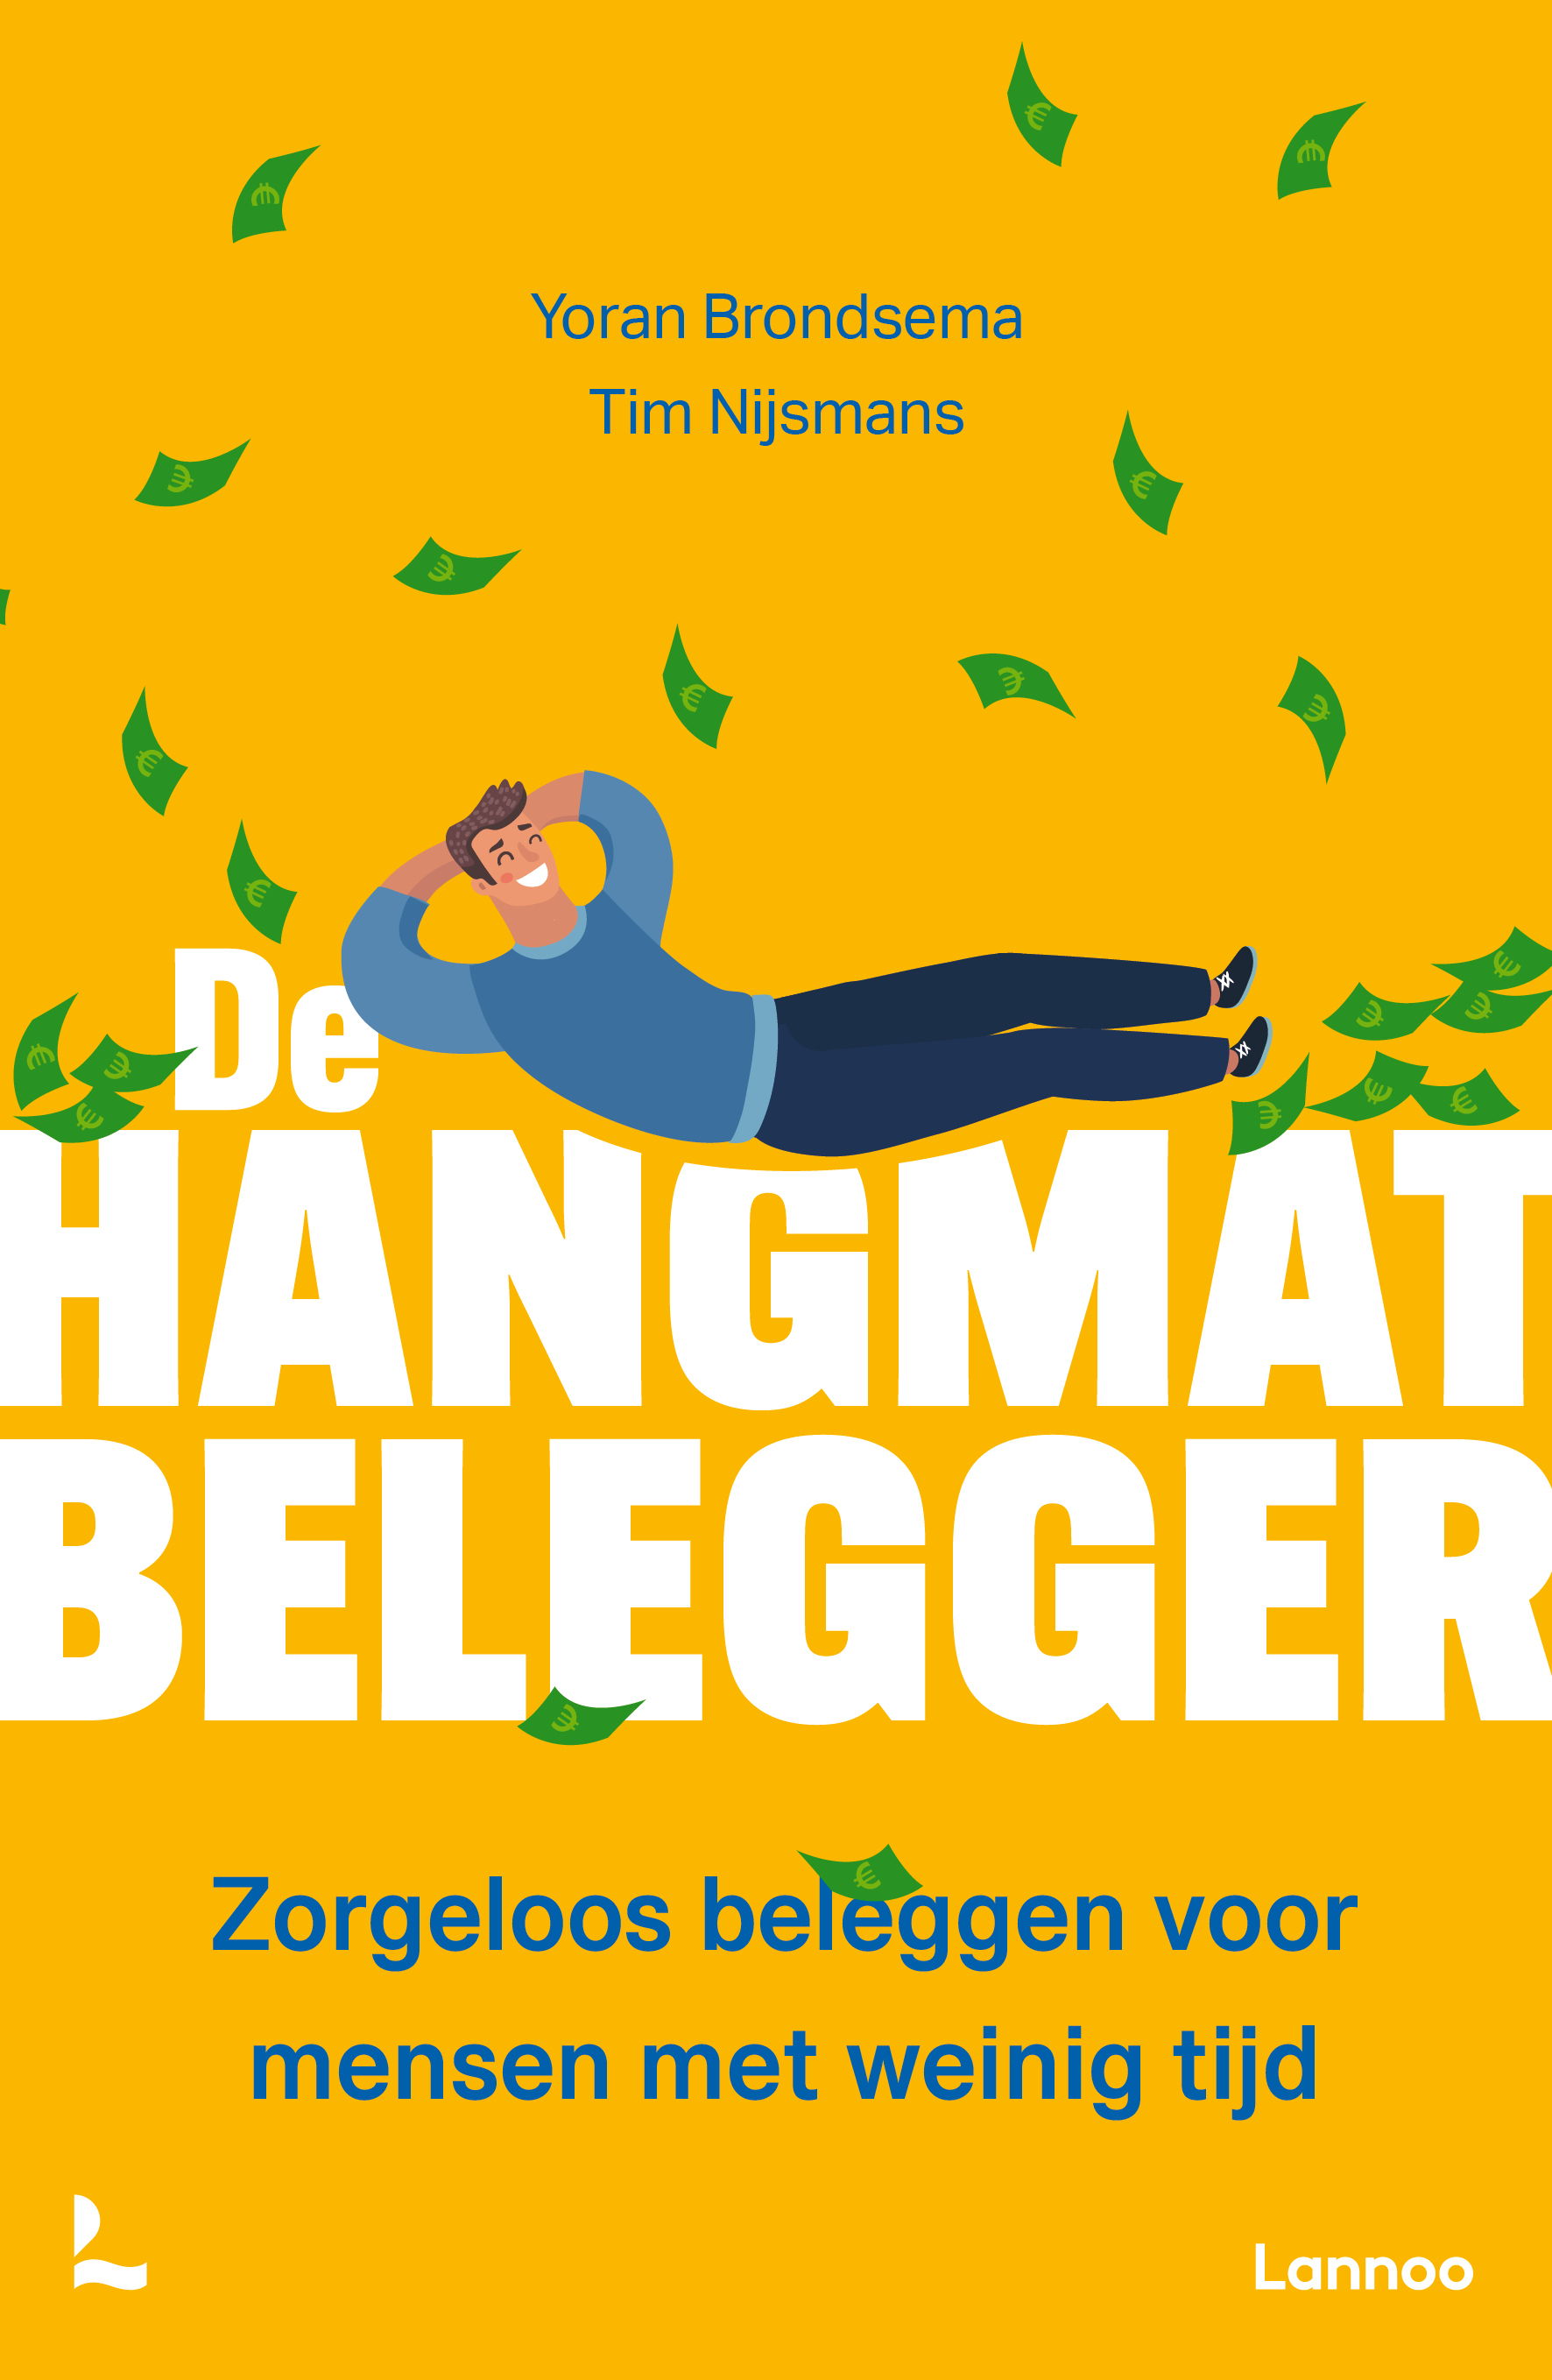 Yoran Brondsema
Tim Nijsmans
De
HANGMAT
BELEGGER
Zorgeloos beleggen voor
mensen met weinig tijd
Lannoo